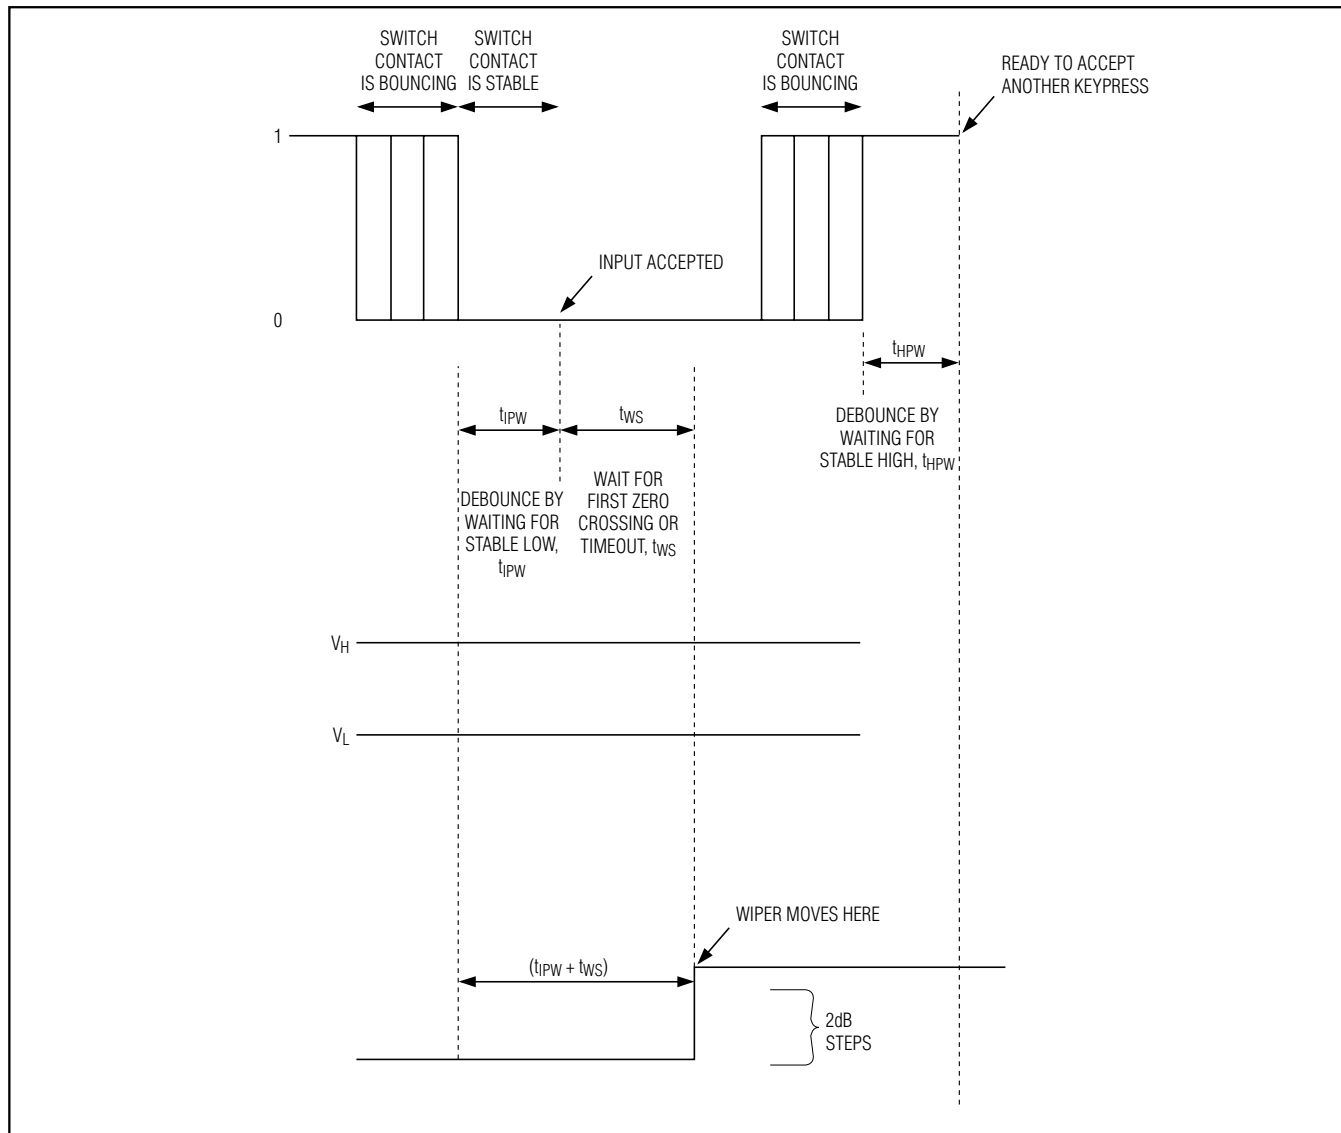 SWITCH
CONTACT
IS BOUNCING
SWITCH
CONTACT
IS STABLE
SWITCH
CONTACT
IS BOUNCING
READY TO ACCEPT
ANOTHER KEYPRESS
1
INPUT ACCEPTED
0
tHPW
tIPW
tWS
DEBOUNCE BY
WAITING FOR
STABLE HIGH, tHPW
WAIT FOR
FIRST ZERO
CROSSING OR
TIMEOUT, tWS
DEBOUNCE BY
WAITING FOR
STABLE LOW,
tIPW
VH
VL
WIPER MOVES HERE
(tIPW + tWS)
2dB
STEPS